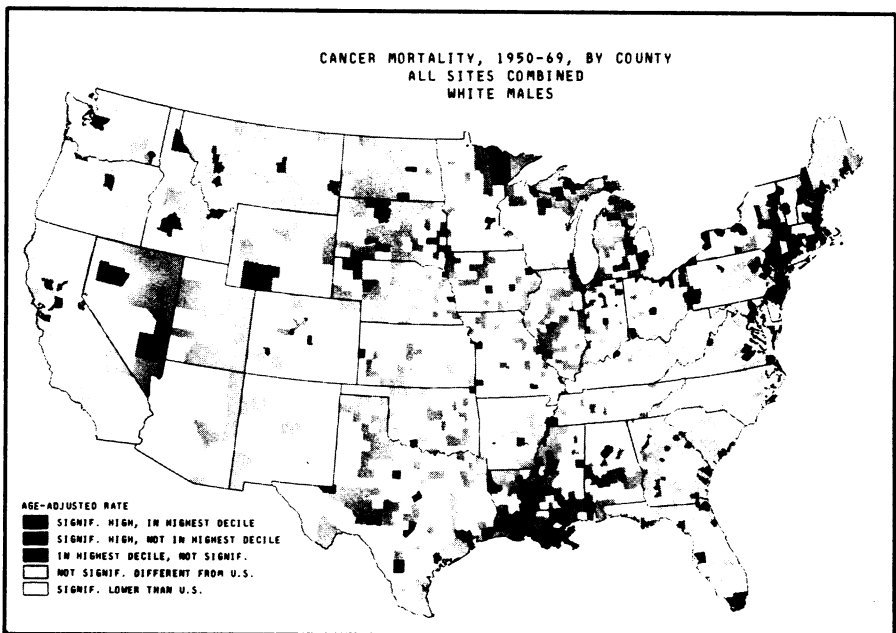 CANCER MORTALITY, 1950-69, BY COUNTY
ALL SITES COMBINED
WHITE MALES
AGE-ADJUSTED RATE
SIGNIF. HIGH, IN HIGHEST DECILE
SIGNIF. HIGH, NOT IN HIGHEST DECILE
IN HIGHEST DECILE, NOT SIGNIF.
NOT SIGNIF. DIFFERENT FROM U.S.
SIGNIF. LOWER THAN U.S.